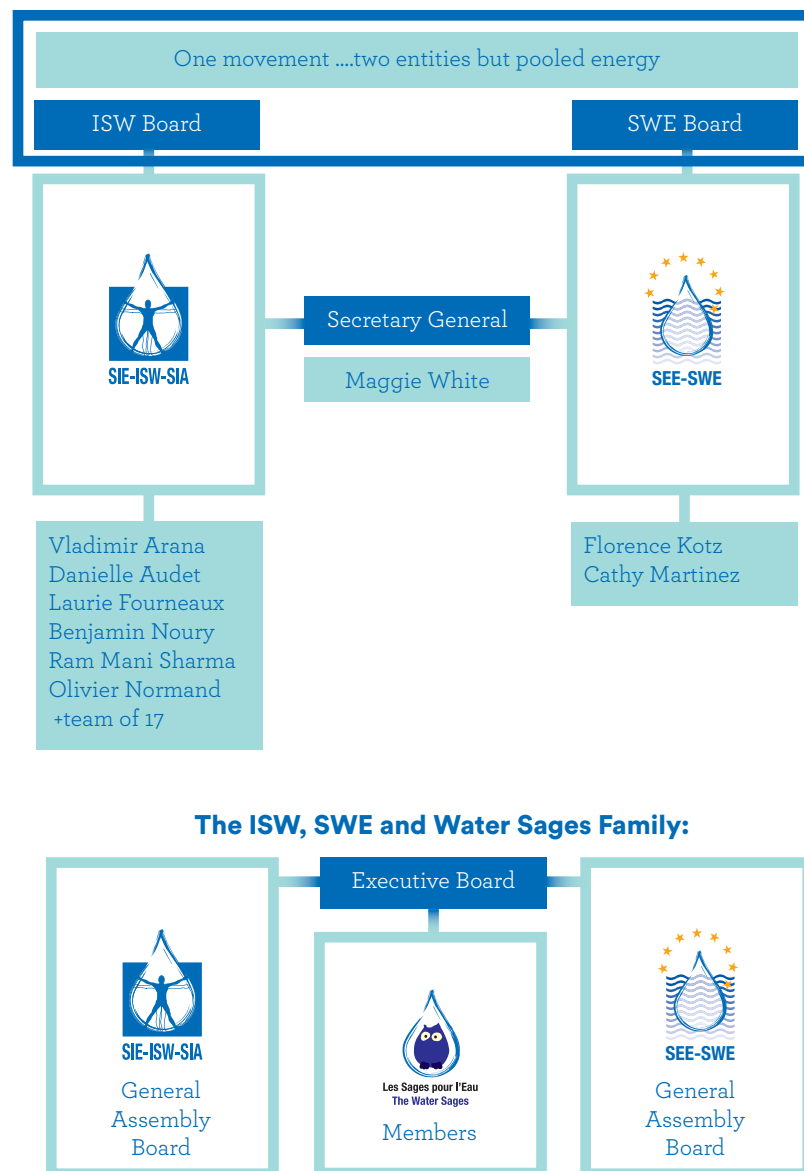 One movement ....two entities but pooled energy
ISW Board
SWE Board
SIE-ISW-SIA
Secretary General
Maggie White
SEE-SWE
Vladimir Arana
Danielle Audet
Laurie Fourneaux
Benjamin Noury
Ram Mani Sharma
Olivier Normand
+team of 17
Florence Kotz
Cathy Martinez
The ISW, SWE and Water Sages Family:
Executive Board
SIE-ISW-SIA
General
Assembly
Board
Les Sages pour l'Eau
The Water Sages
Members
SEE-SWE
General
Assembly
Board